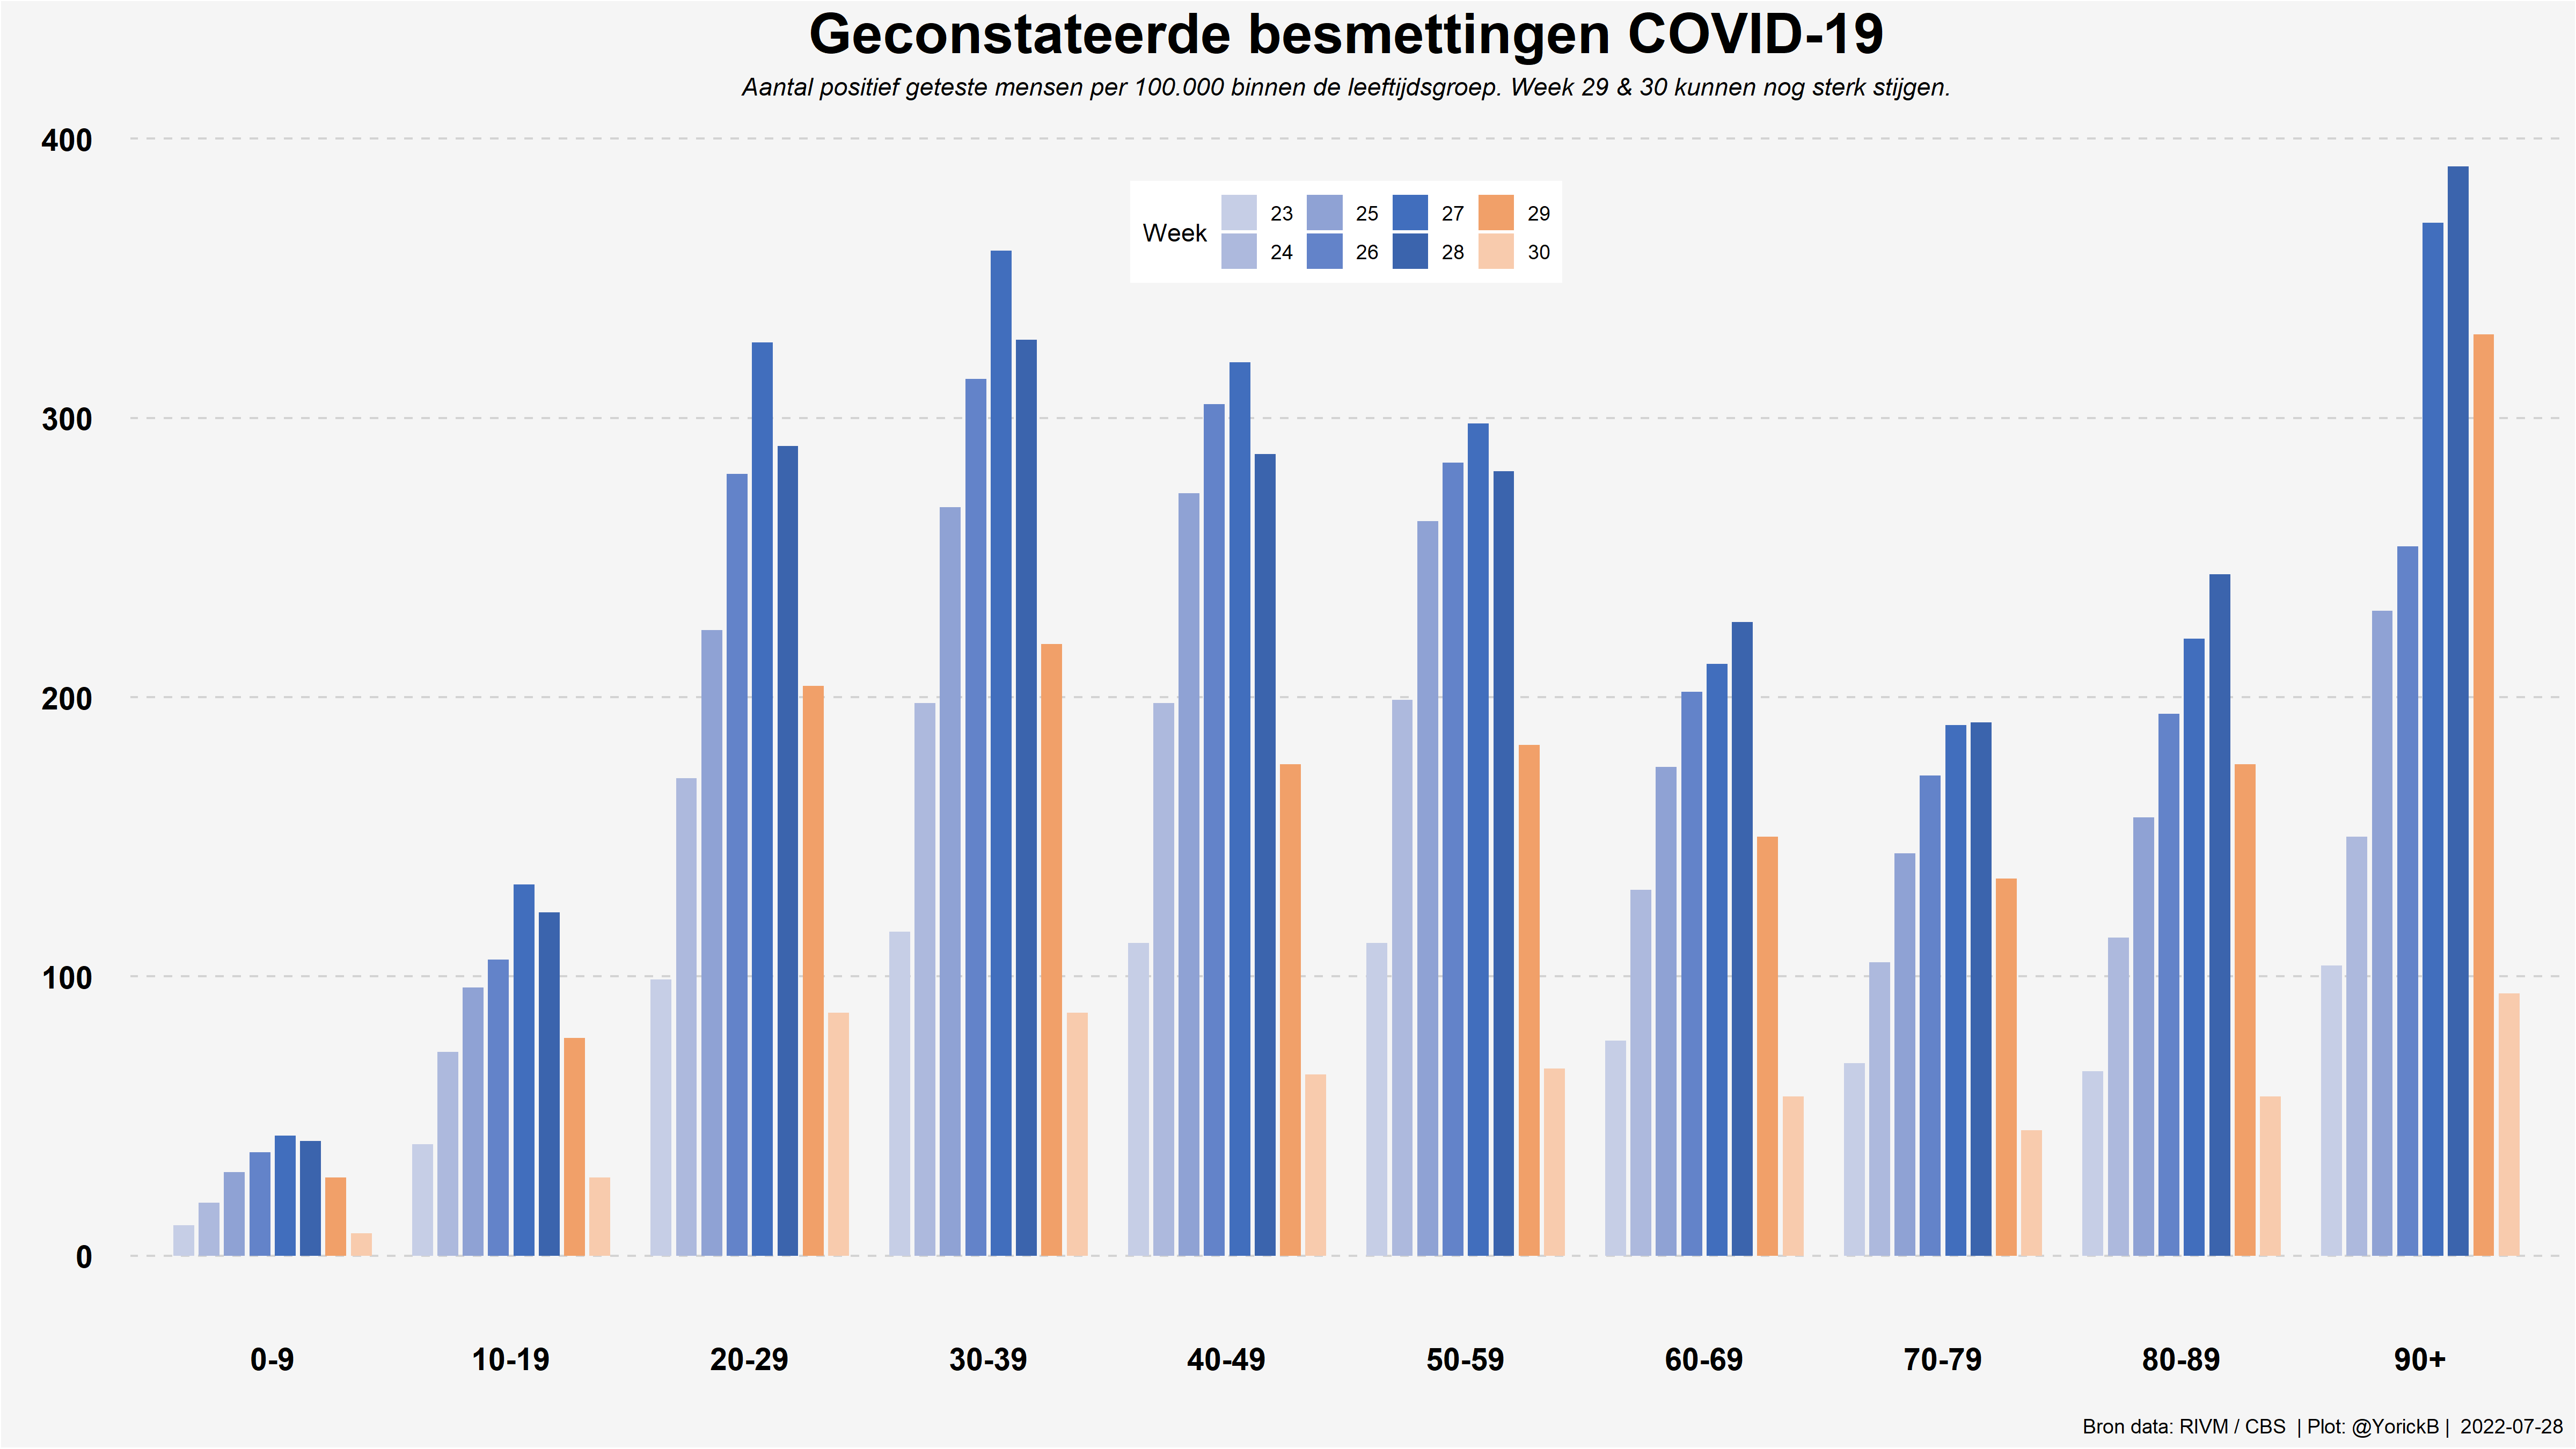 Geconstateerde besmettingen COVID-19
Aantal positief geteste mensen per 100.000 binnen de leeftijdsgroep. Week 29 & 30 kunnen nog sterk stijgen.
400
Week 23 25 27 29
24 26 28 30
300
200
100
0
0-9 10-19 20-29 30-39 40-49 50-59 60-69 70-79 80-89 90+
Bron data: RIVM / CBS | Plot: @YorickB | 2022-07-28